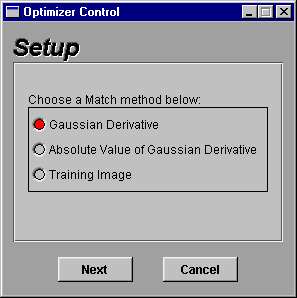 Optimizer Control
Setup
Choose a Match method below:
Gaussian Derivative
Absolute Value of Gaussian Derivative
Training Image
Next Cancel